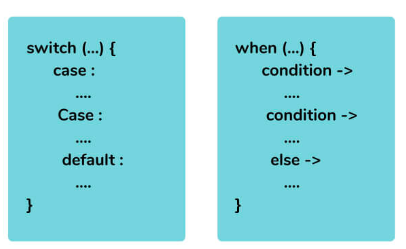 switch (...) {
case :
....
Case :
....
default :
....
}
when (...) {
condition ->
....
condition ->
....
else ->
....
}